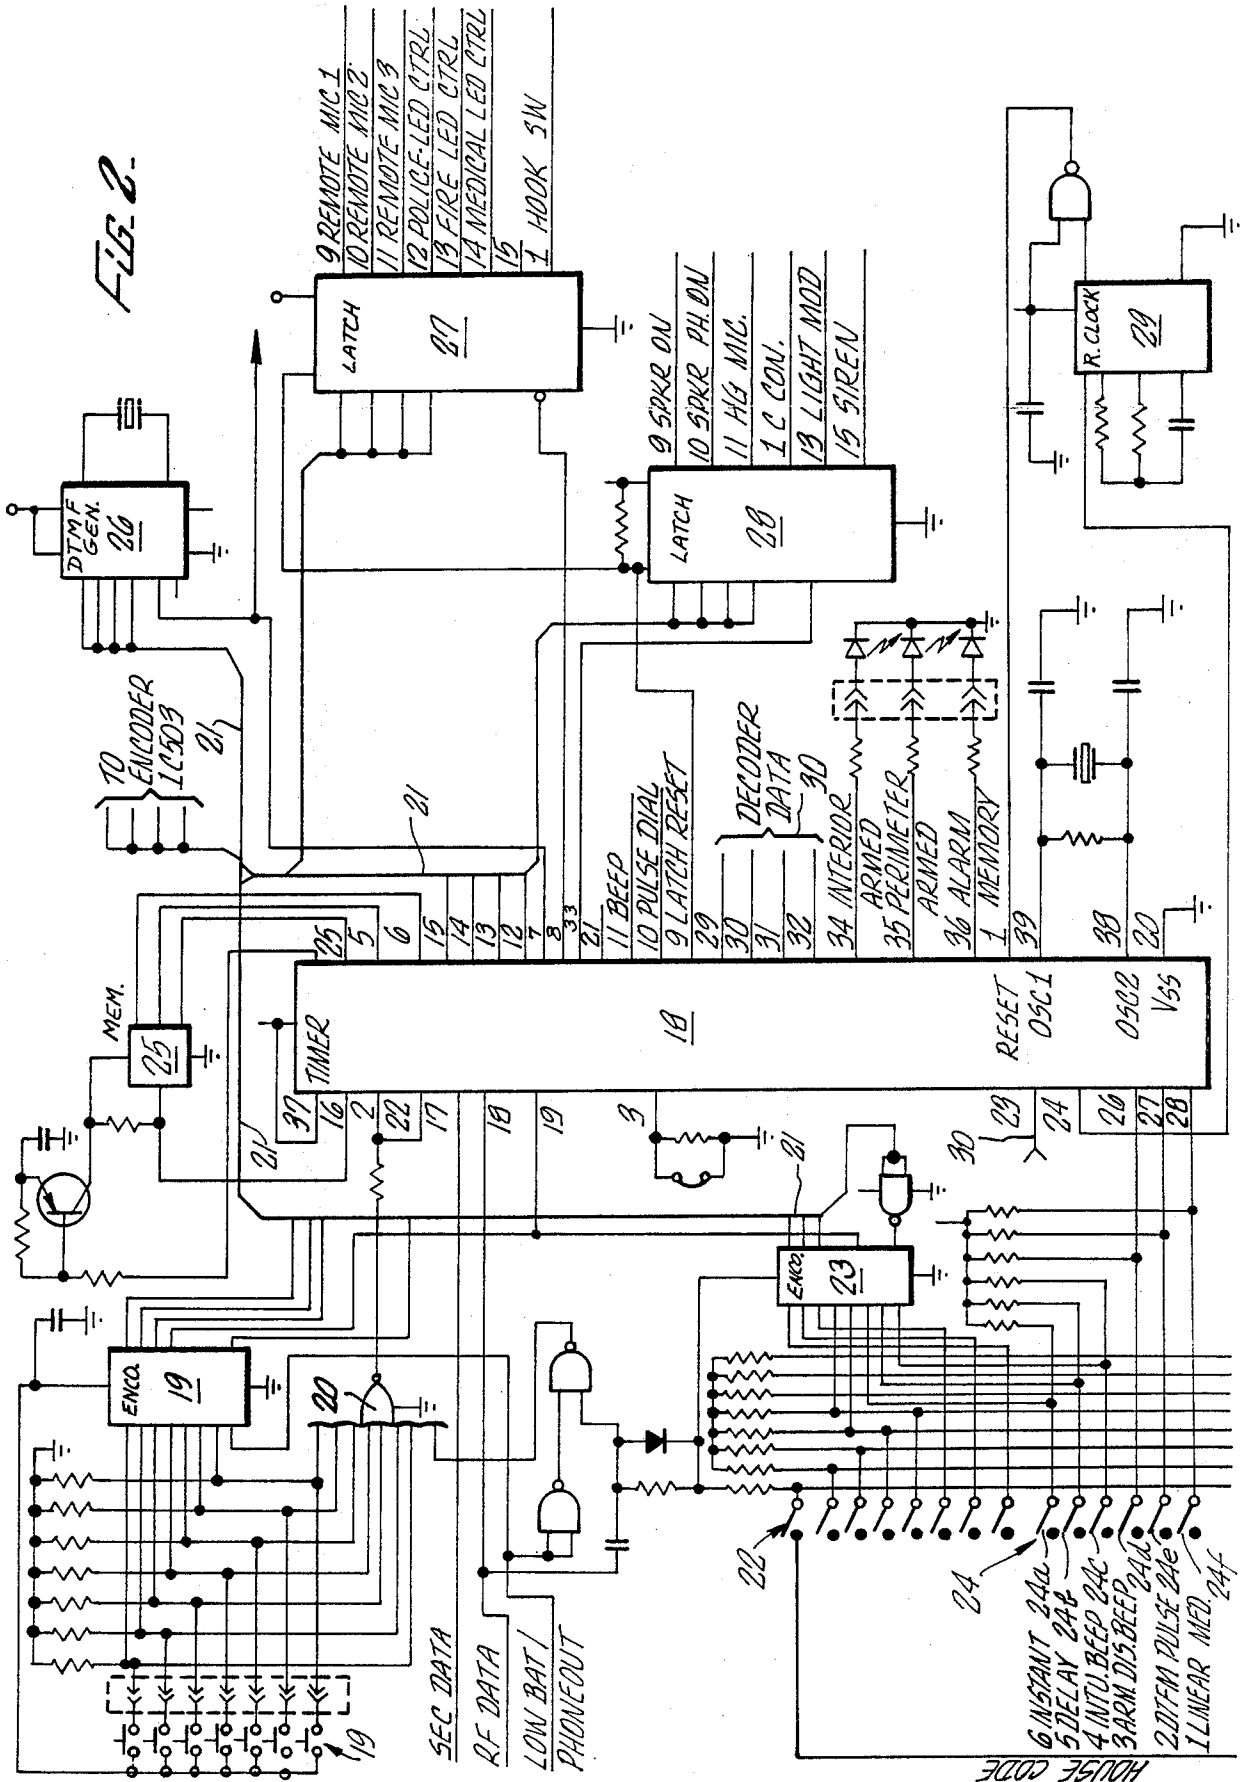 FIG. 2.
9 REMOTE MIC 1
10 REMOTE MIC 2
11 REMOTE MIC 3
12 POLICE-LED CTRL
13 FIRE LED CTRL
14 MEDICAL LED CTRL
15
1 HOOK SW
LATCH
27
DTMF
GEN.
26
TO
ENCODER
IC503
21
9 SPKR ON
10 SPKR PH. ON
11 HG MIC.
1 C CON.
13 LIGHT MOD
15 SIREN
LATCH
28
R. CLOCK
29
21
MEM.
25
25
5
6
15
14
13
12
7
8
33
21
11 BEEP
10 PULSE DIAL
9 LATCH RESET
29
30
31
32
DECODER
DATA
30
34 INTERIOR
ARMED
35 PERIMETER
ARMED
36 ALARM
1 MEMORY
39
38
20
TIMER
18
RESET
OSC1
OSC2
VSS
21
37
16
2
22
17
18
19
3
23
24
26
27
28
30
21
ENCO.
19
20
ENCO.
23
19
SEC DATA
RF DATA
LOW BAT /
PHONEOUT
22
24
6 INSTANT 24a
5 DELAY 24b
4 INTU. BEEP 24c
3 ARM. DIS BEEP 24d
2 DTFM PULSE 24e
1 LINEAR MED. 24f
HOUSE CODE